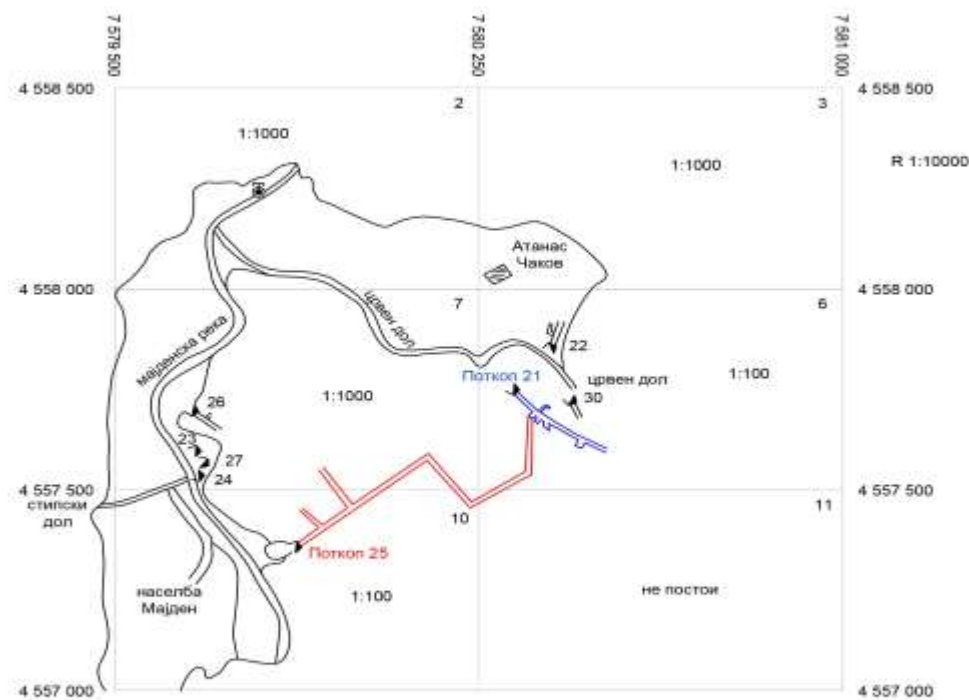 7 579 500
7 580 250
7 581 000
4 558 500
2
3
4 558 500
1:1000
1:1000
R 1:10000
Атанас
Чаков
4 558 000
7
6
4 558 000
црвен дол
мајденска река
22
Поткоп 21
црвен дол
1:100
30
1:1000
26
23
27
24
4 557 500
4 557 500
стипски
дол
10
11
Поткоп 25
населба
Мајден
1:100
не постои
4 557 000
4 557 000